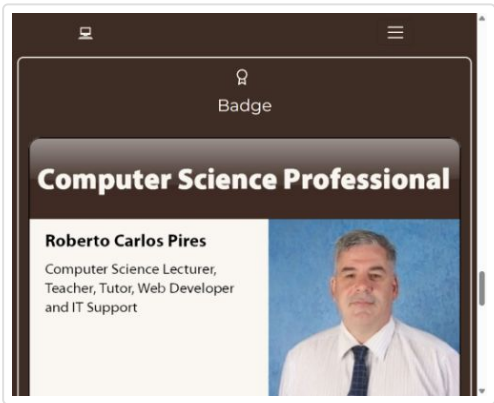 Badge
Computer Science Professional
Roberto Carlos Pires
Computer Science Lecturer,
Teacher, Tutor, Web Developer
and IT Support